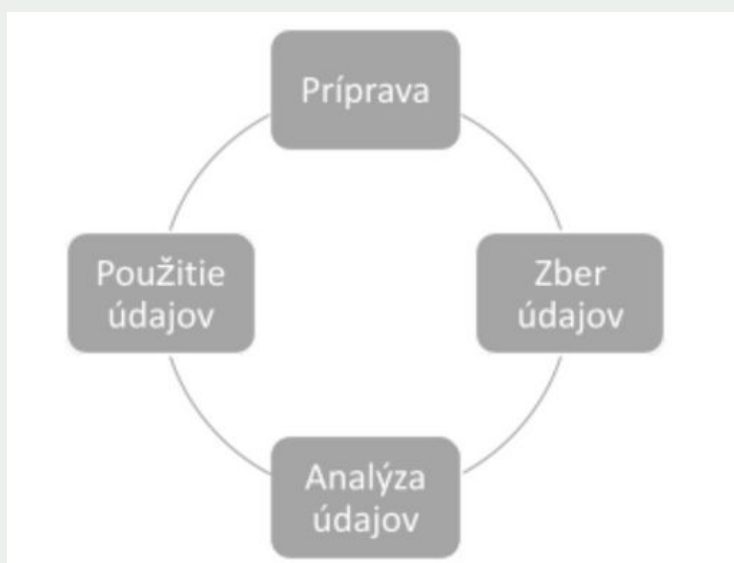 Príprava
Zber
údajov
Analýza
údajov
Použitie
údajov